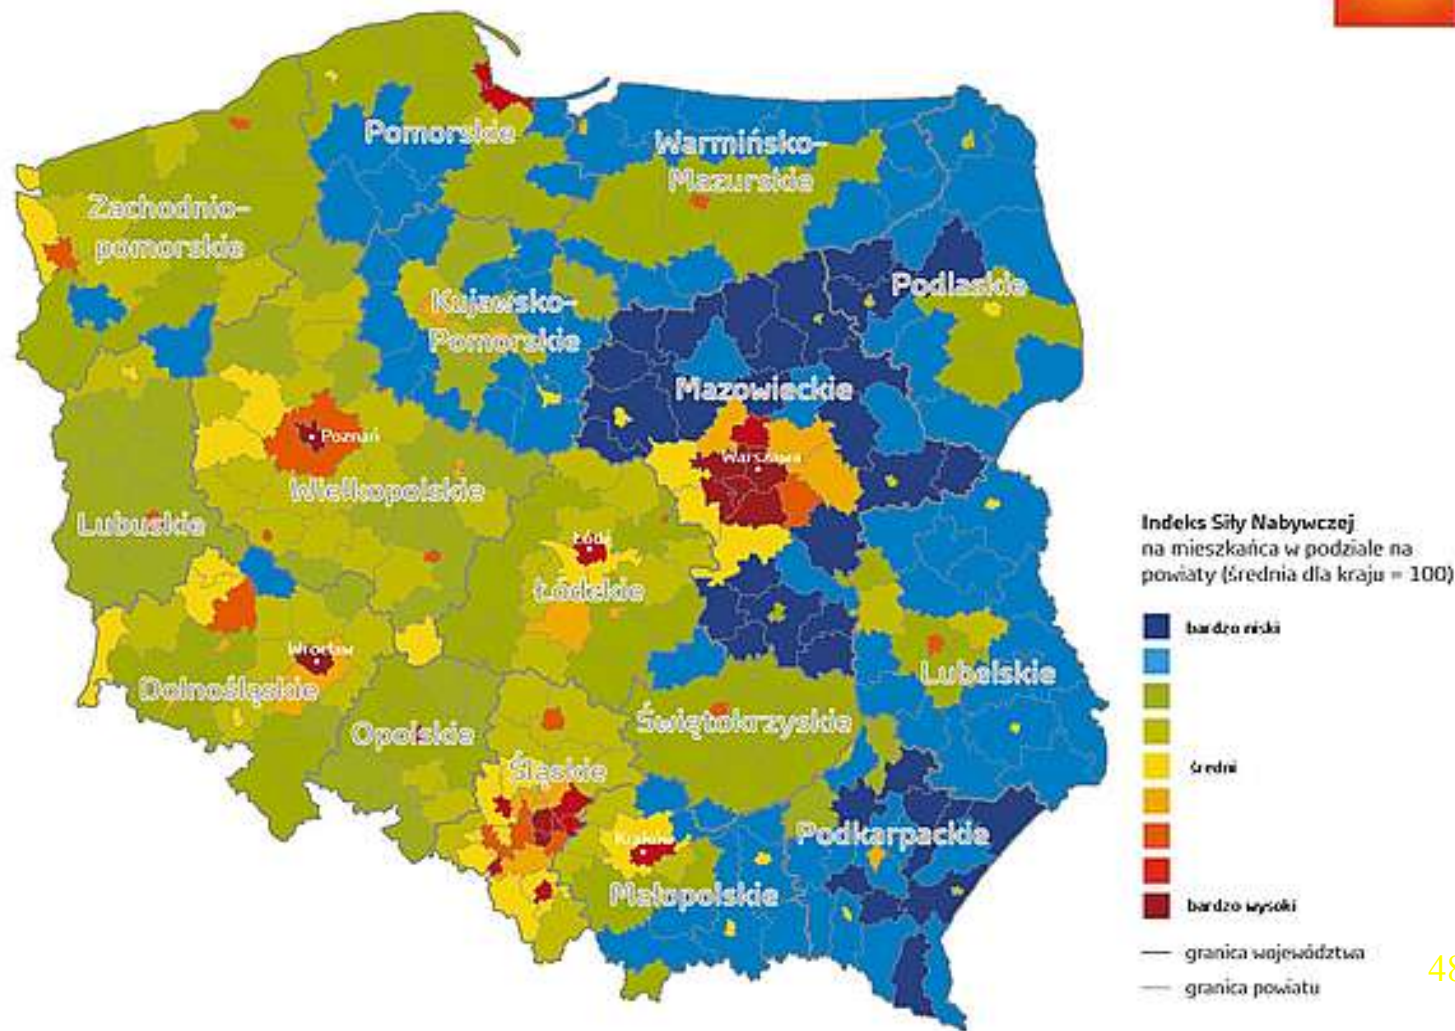 Pomorskie
Warmińsko-
Mazurskie
Zachodnio-
pomorskie
Podlaskie
Kujawsko-
Pomorskie
Mazowieckie
Poznań
Warszawa
Wielkopolskie
Lubuskie
Łódź
Łódzkie
Wrocław
Dolnośląskie
Lubelskie
Opolskie
Świętokrzyskie
Śląskie
Kraków
Podkarpackie
Małopolskie
Indeks Siły Nabywczej
na mieszkańca w podziale na
powiaty (średnia dla kraju = 100)
bardzo niski
średni
bardzo wysoki
granica województwa
granica powiatu
48